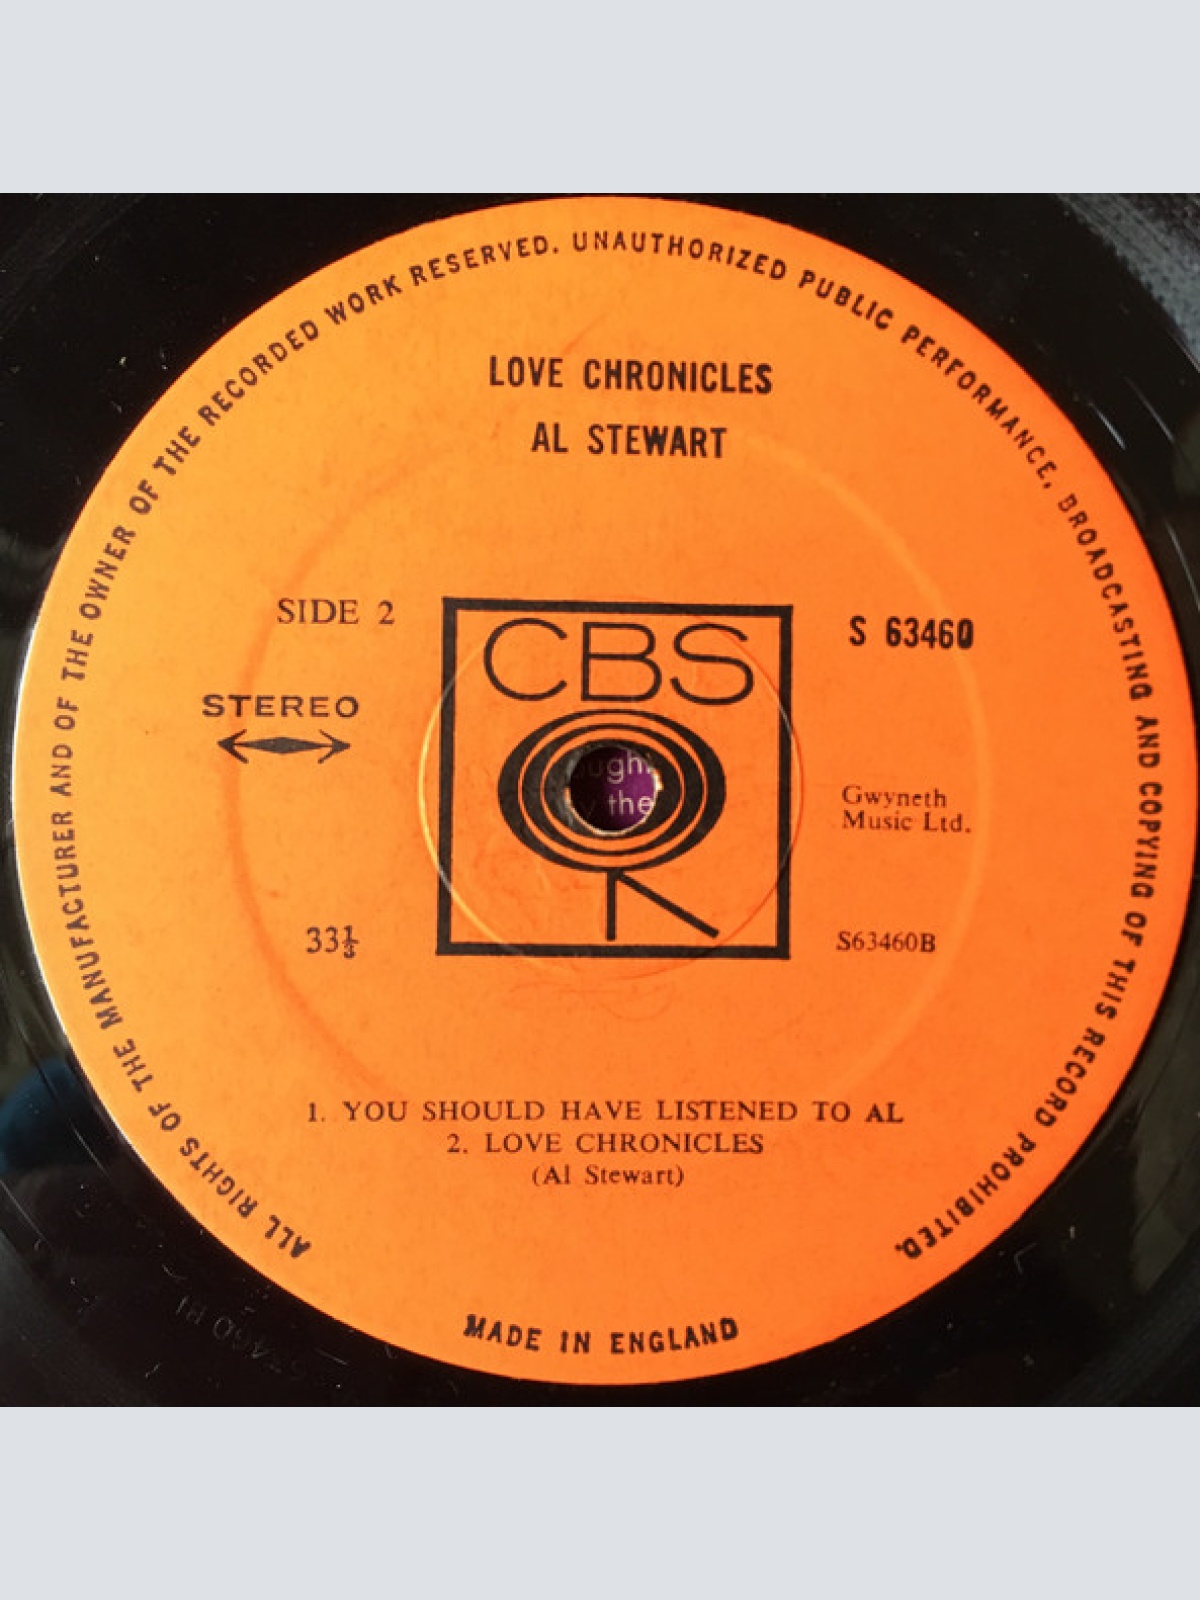 ALL RIGHTS OF THE MANUFACTURER AND OF THE OWNER OF THE RECORDED WORK RESERVED. UNAUTHORIZED PUBLIC PERFORMANCE, BROADCASTING AND COPYING OF THIS RECORD PROHIBITED.
LOVE CHRONICLES
AL STEWART
SIDE 2
CBS
S 63460
STEREO
the
Gwyneth
Music Ltd.
33⅓
S63460B
1. YOU SHOULD HAVE LISTENED TO AL
2. LOVE CHRONICLES
(Al Stewart)
MADE IN ENGLAND